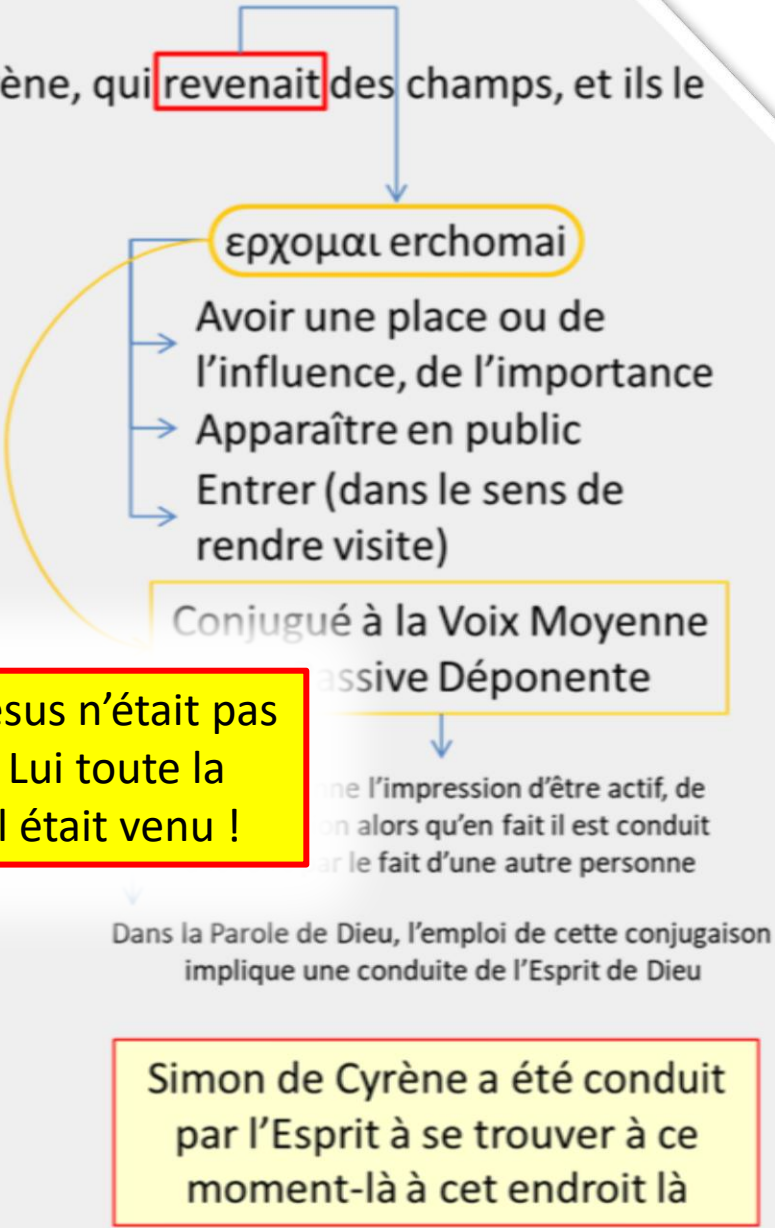 ène, qui revenait des champs, et ils le
ερχομαι erchomai
Avoir une place ou de
l’influence, de l’importance
Apparaître en public
Entrer (dans le sens de
rendre visite)
Conjugué à la Voix Moyenne
assive Déponente
ésus n’était pas
Lui toute la
l était venu !
ne l’impression d’être actif, de
n alors qu’en fait il est conduit
r le fait d’une autre personne
Dans la Parole de Dieu, l’emploi de cette conjugaison
implique une conduite de l’Esprit de Dieu
Simon de Cyrène a été conduit
par l’Esprit à se trouver à ce
moment-là à cet endroit là